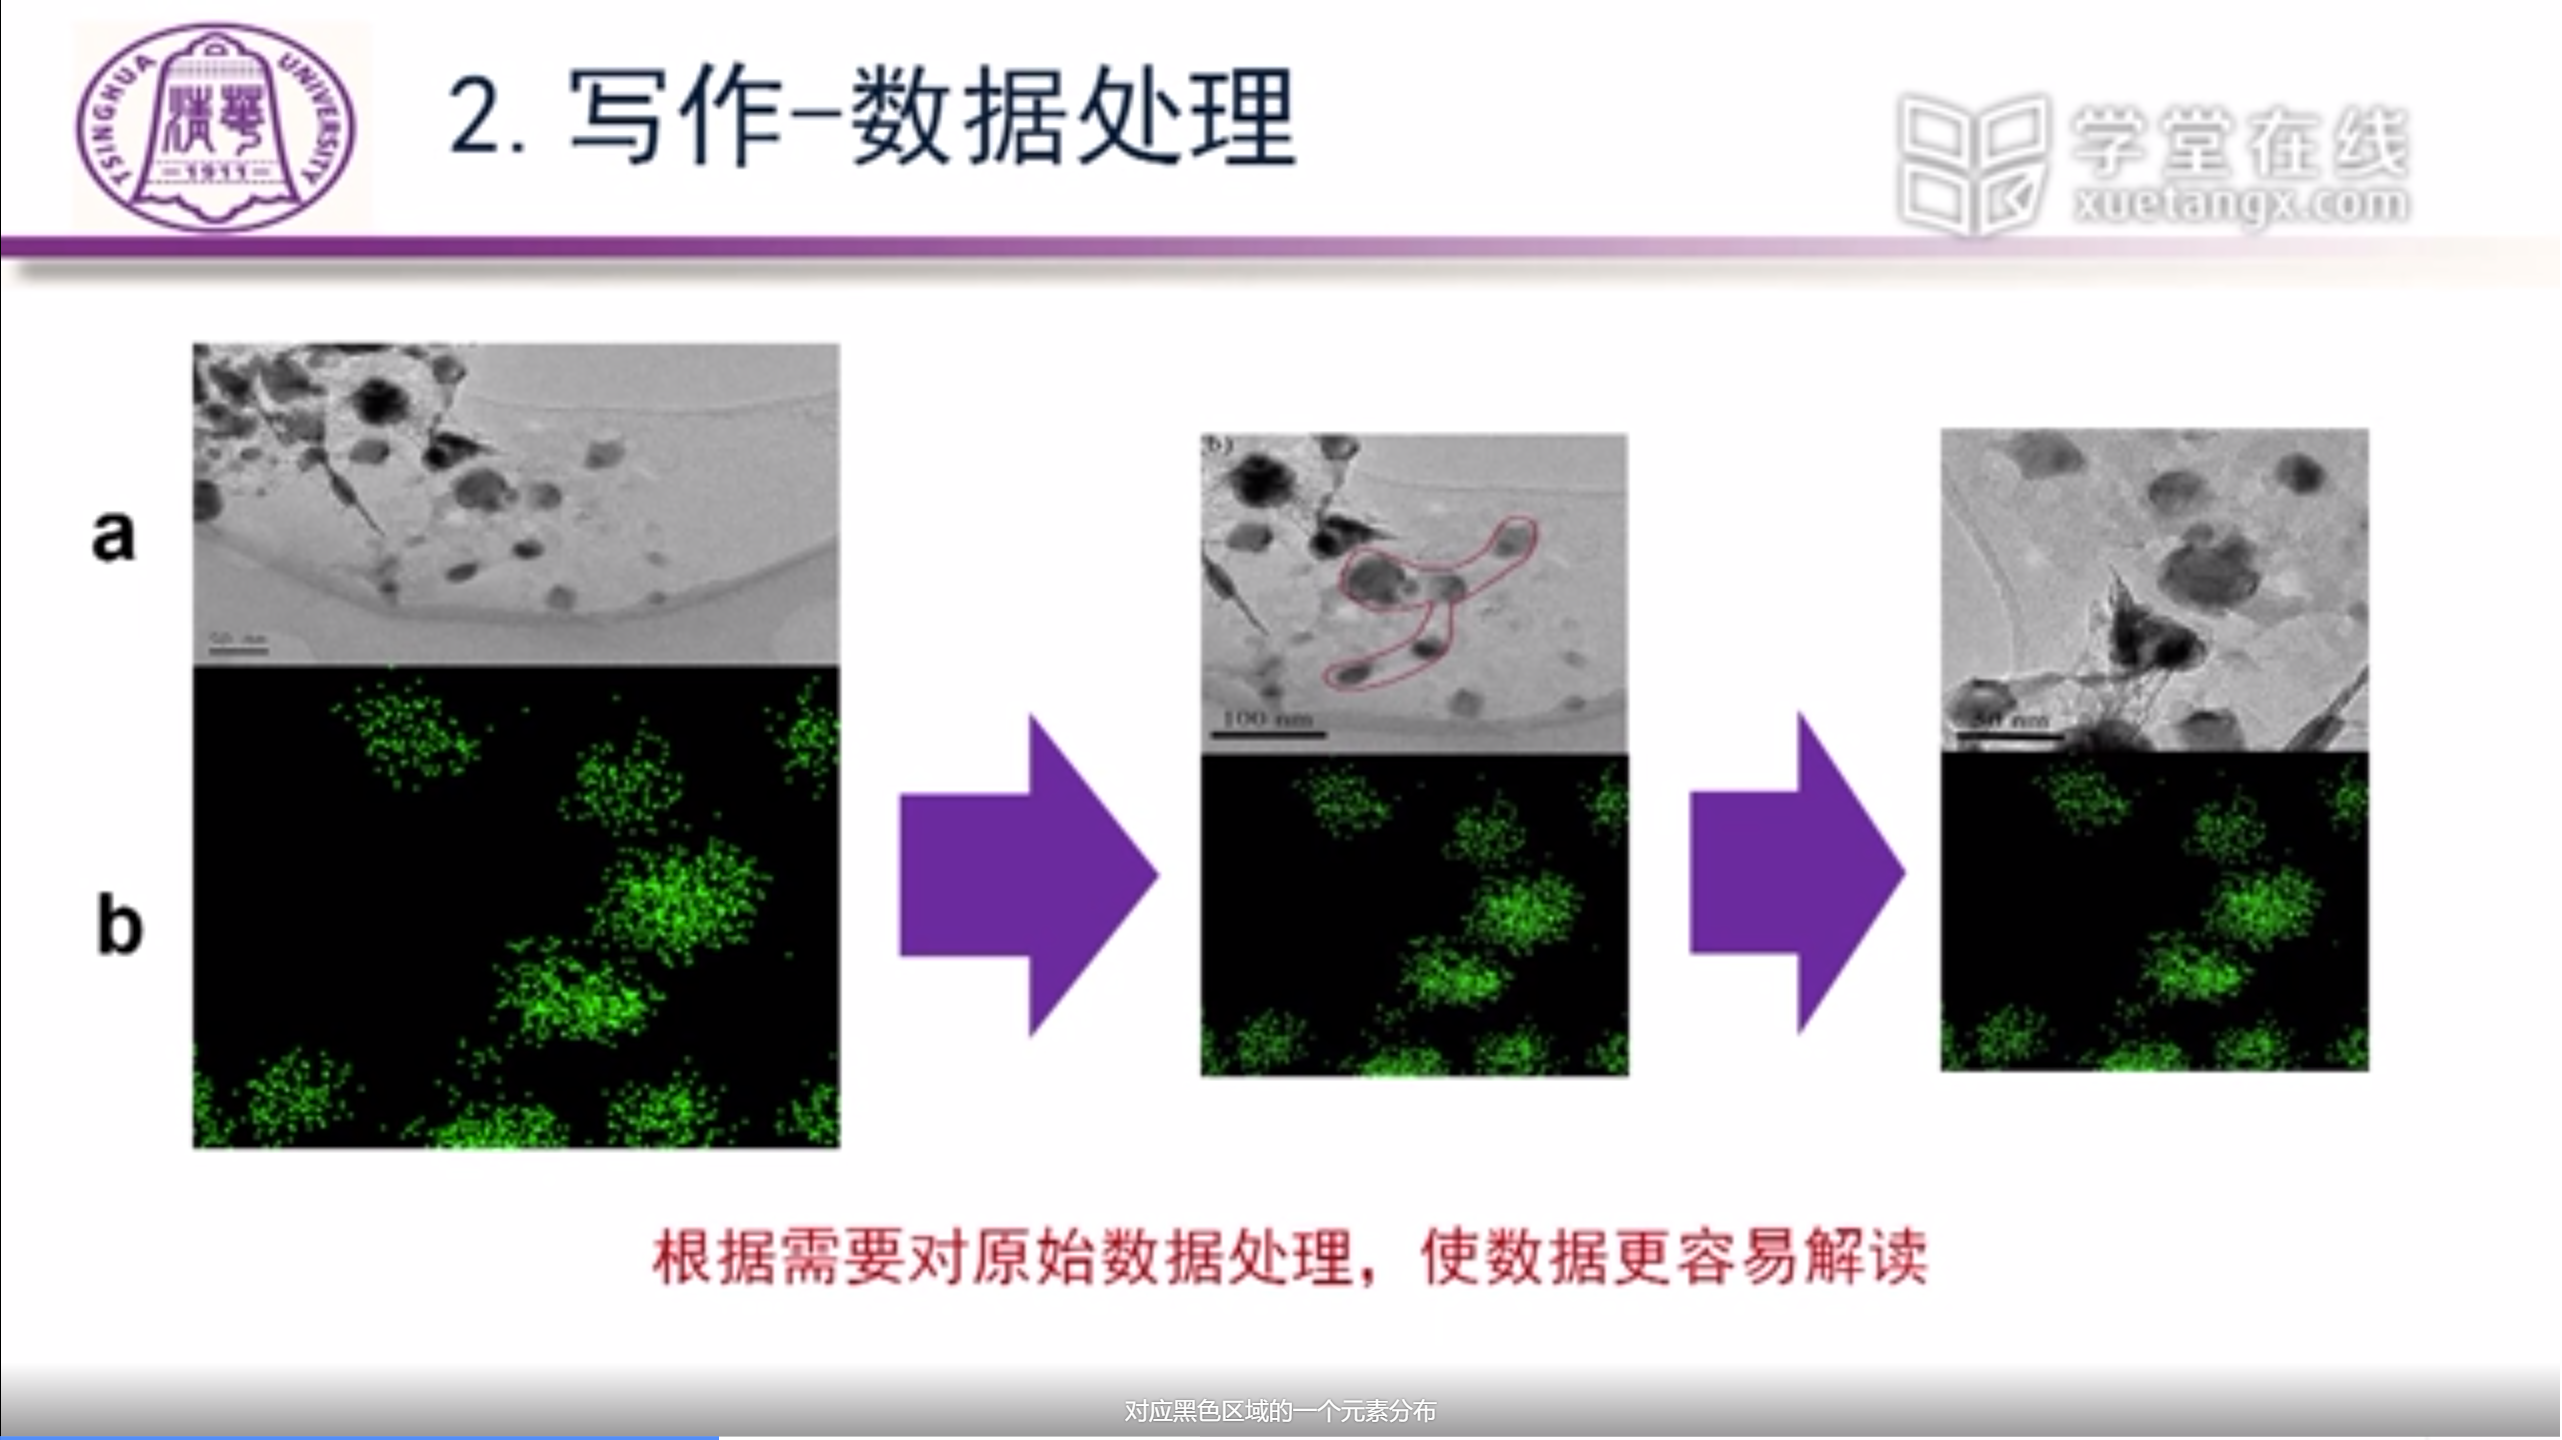 TSINGHUA UNIVERSITY
清華
-1911-
2. 写作-数据处理
学堂在线
xuetangx.com
a
50 nm
b)
100 nm
50 nm
b
根据需要对原始数据处理，使数据更容易解读
对应黑色区域的一个元素分布